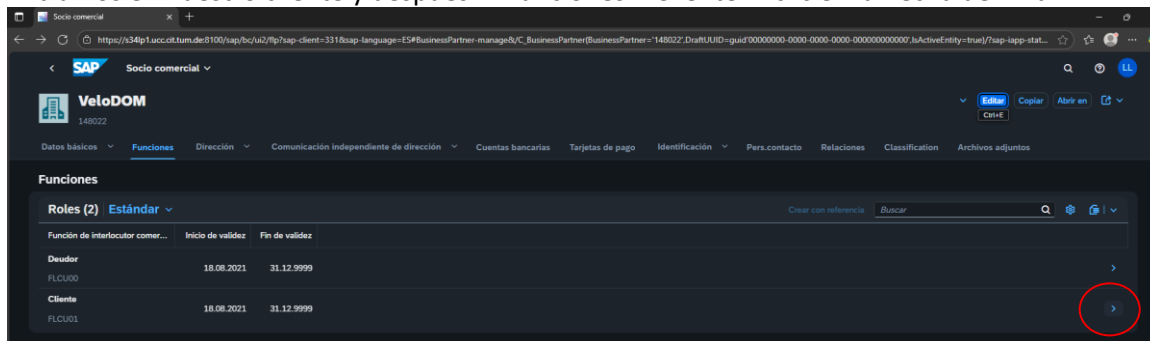 Socio comercial
https://s34lp1.ucc.cit.tum.de:8100/sap/bc/ui2/flp?sap-client=331&sap-language=ES#BusinessPartner-manage&/C_BusinessPartner(BusinessPartner='148022',DraftUUID=guid'00000000-0000-0000-0000-000000000000',IsActiveEntity=true)/?sap-iapp-stat...
SAP Socio comercial LL
VeloDOM Editar Copiar Abrir en
148022 Ctrl+E
Datos básicos Funciones Dirección Comunicación independiente de dirección Cuentas bancarias Tarjetas de pago Identificación Pers.contacto Relaciones Classification Archivos adjuntos
Funciones
Roles (2) Estándar Crear con referencia Buscar
Función de interlocutor comer... Inicio de validez Fin de validez
Deudor
18.08.2021 31.12.9999
FLCU00
Cliente
18.08.2021 31.12.9999
FLCU01